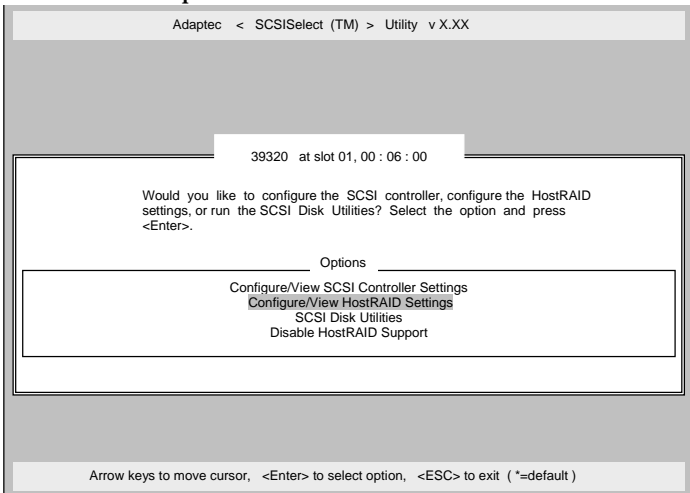 Adaptec < SCSISelect (TM) > Utility v X.XX
39320 at slot 01, 00 : 06 : 00
Would you like to configure the SCSI controller, configure the HostRAID
settings, or run the SCSI Disk Utilities? Select the option and press
<Enter>.
Options
Configure/View SCSI Controller Settings
Configure/View HostRAID Settings
SCSI Disk Utilities
Disable HostRAID Support
Arrow keys to move cursor, <Enter> to select option, <ESC> to exit ( *=default )